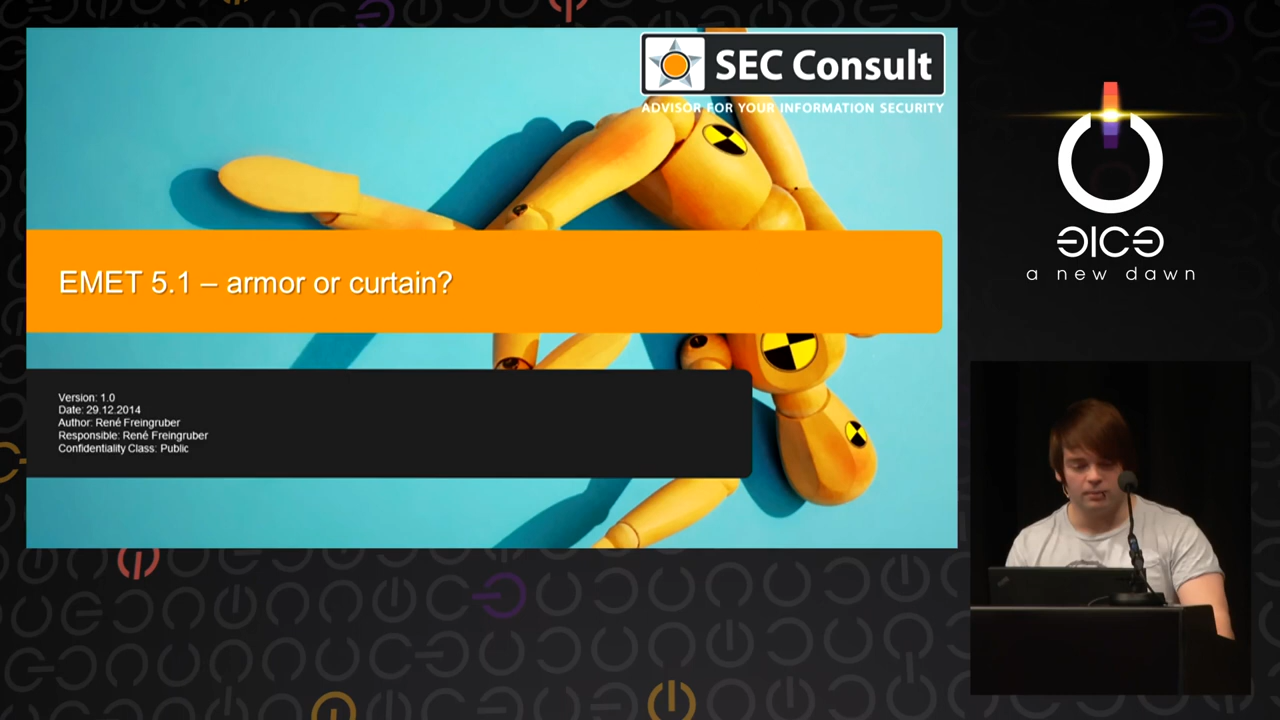 SEC Consult
ADVISOR FOR YOUR INFORMATION SECURITY
EMET 5.1 – armor or curtain?
Version: 1.0
Date: 29.12.2014
Author: René Freingruber
Responsible: René Freingruber
Confidentiality Class: Public
31C3
a new dawn